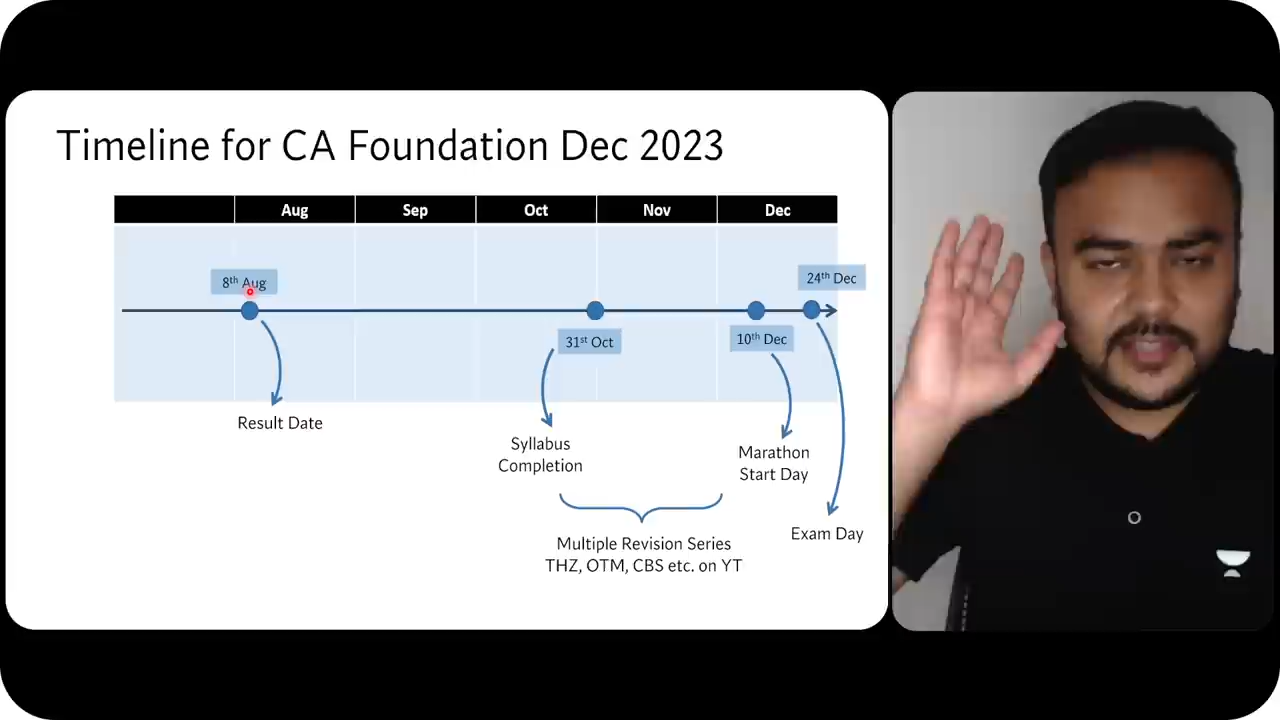 Timeline for CA Foundation Dec 2023
Aug Sep Oct Nov Dec
8th Aug
24th Dec
31st Oct
10th Dec
Result Date
Syllabus
Completion
Marathon
Start Day
Exam Day
Multiple Revision Series
THZ, OTM, CBS etc. on YT